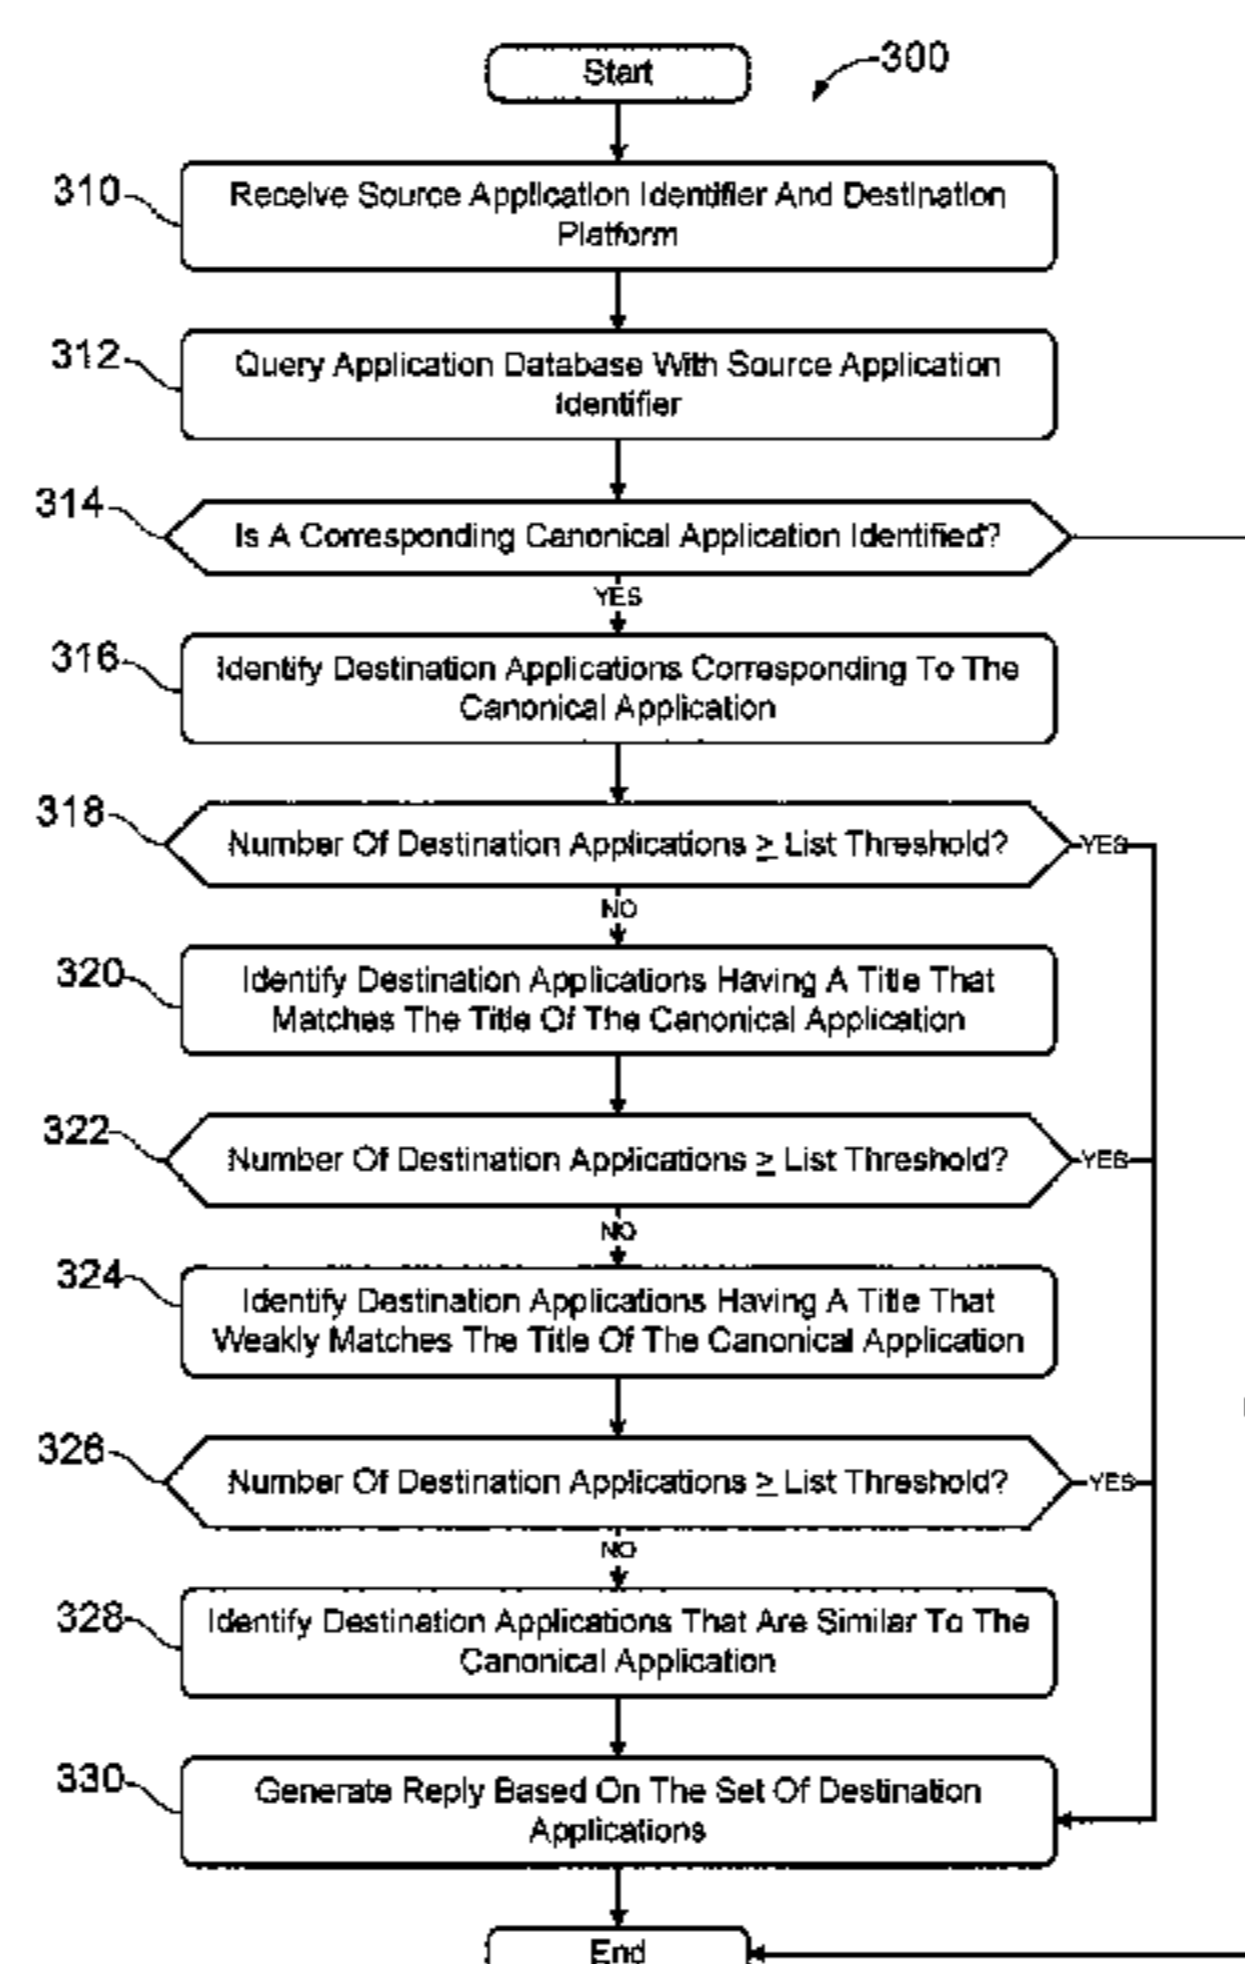 Start
300
310
Receive Source Application Identifier And Destination
Platform
312
Query Application Database With Source Application
Identifier
314
Is A Corresponding Canonical Application Identified?
YES
316
Identify Destination Applications Corresponding To The
Canonical Application
318
Number Of Destination Applications ≥ List Threshold?
YES
NO
320
Identify Destination Applications Having A Title That
Matches The Title Of The Canonical Application
322
Number Of Destination Applications ≥ List Threshold?
YES
NO
324
Identify Destination Applications Having A Title That
Weakly Matches The Title Of The Canonical Application
326
Number Of Destination Applications ≥ List Threshold?
YES
NO
328
Identify Destination Applications That Are Similar To The
Canonical Application
330
Generate Reply Based On The Set Of Destination
Applications
End